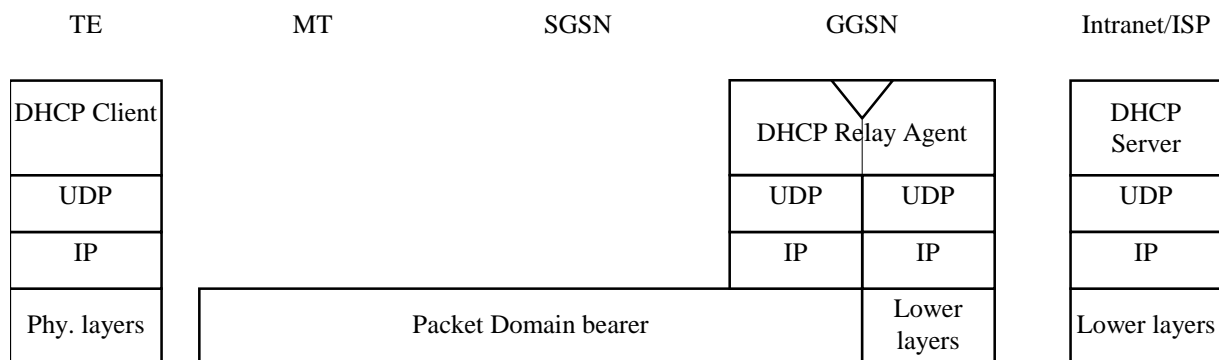 TE MT SGSN GGSN Intranet/ISP
DHCP Client
DHCP Relay Agent
DHCP
Server
UDP UDP UDP UDP
IP IP IP IP
Phy. layers Packet Domain bearer Lower
layers Lower layers